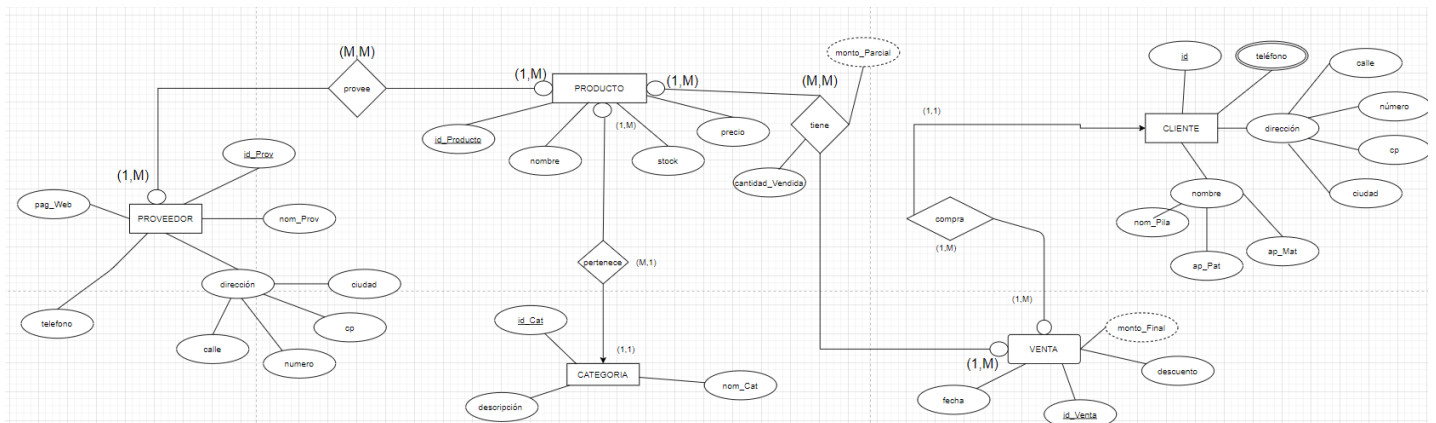 (M,M)
provee
(1,M)
PRODUCTO
(1,M)
id_Producto
nombre
(1,M)
stock
precio
monto_Parcial
(M,M)
tiene
cantidad_Vendida
id
teléfono
calle
número
cp
ciudad
dirección
(1,1)
CLIENTE
nombre
nom_Pila
ap_Pat
ap_Mat
compra
(1,M)
(1,M)
id_Prov
(1,M)
pag_Web
PROVEEDOR
nom_Prov
telefono
dirección
ciudad
cp
calle
numero
pertenece
(M,1)
id_Cat
(1,1)
CATEGORIA
descripción
nom_Cat
(1,M)
VENTA
monto_Final
descuento
fecha
id_Venta